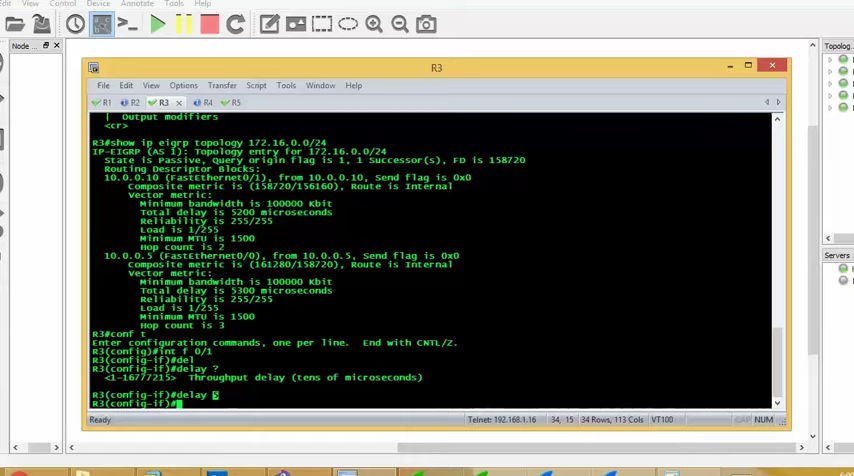 Edit View Control Device Annotate Tools Help
Node
Topolog
R3
File Edit View Options Transfer Script Tools Window Help
R1 R2 R3 R4 R5
| Output modifiers
<cr>
R3#show ip eigrp topology 172.16.0.0/24
IP-EIGRP (AS 1): Topology entry for 172.16.0.0/24
State is Passive, Query origin flag is 1, 1 Successor(s), FD is 158720
Routing Descriptor Blocks:
10.0.0.10 (FastEthernet0/1), from 10.0.0.10, Send flag is 0x0
Composite metric is (158720/156160), Route is Internal
Vector metric:
Minimum bandwidth is 100000 Kbit
Total delay is 5200 microseconds
Reliability is 255/255
Load is 1/255
Minimum MTU is 1500
Hop count is 2
10.0.0.5 (FastEthernet0/0), from 10.0.0.5, Send flag is 0x0
Composite metric is (161280/158720), Route is Internal
Vector metric:
Minimum bandwidth is 100000 Kbit
Total delay is 5300 microseconds
Reliability is 255/255
Load is 1/255
Minimum MTU is 1500
Hop count is 3
R3#conf t
Enter configuration commands, one per line. End with CNTL/Z.
R3(config)#int f 0/1
R3(config-if)#del
R3(config-if)#delay ?
<1-16777215> Throughput delay (tens of microseconds)
R3(config-if)#delay 5
R3(config-if)#
Servers
Ready
Telnet: 192.168.1.16 34, 15 34 Rows, 113 Cols VT100 CAP NUM